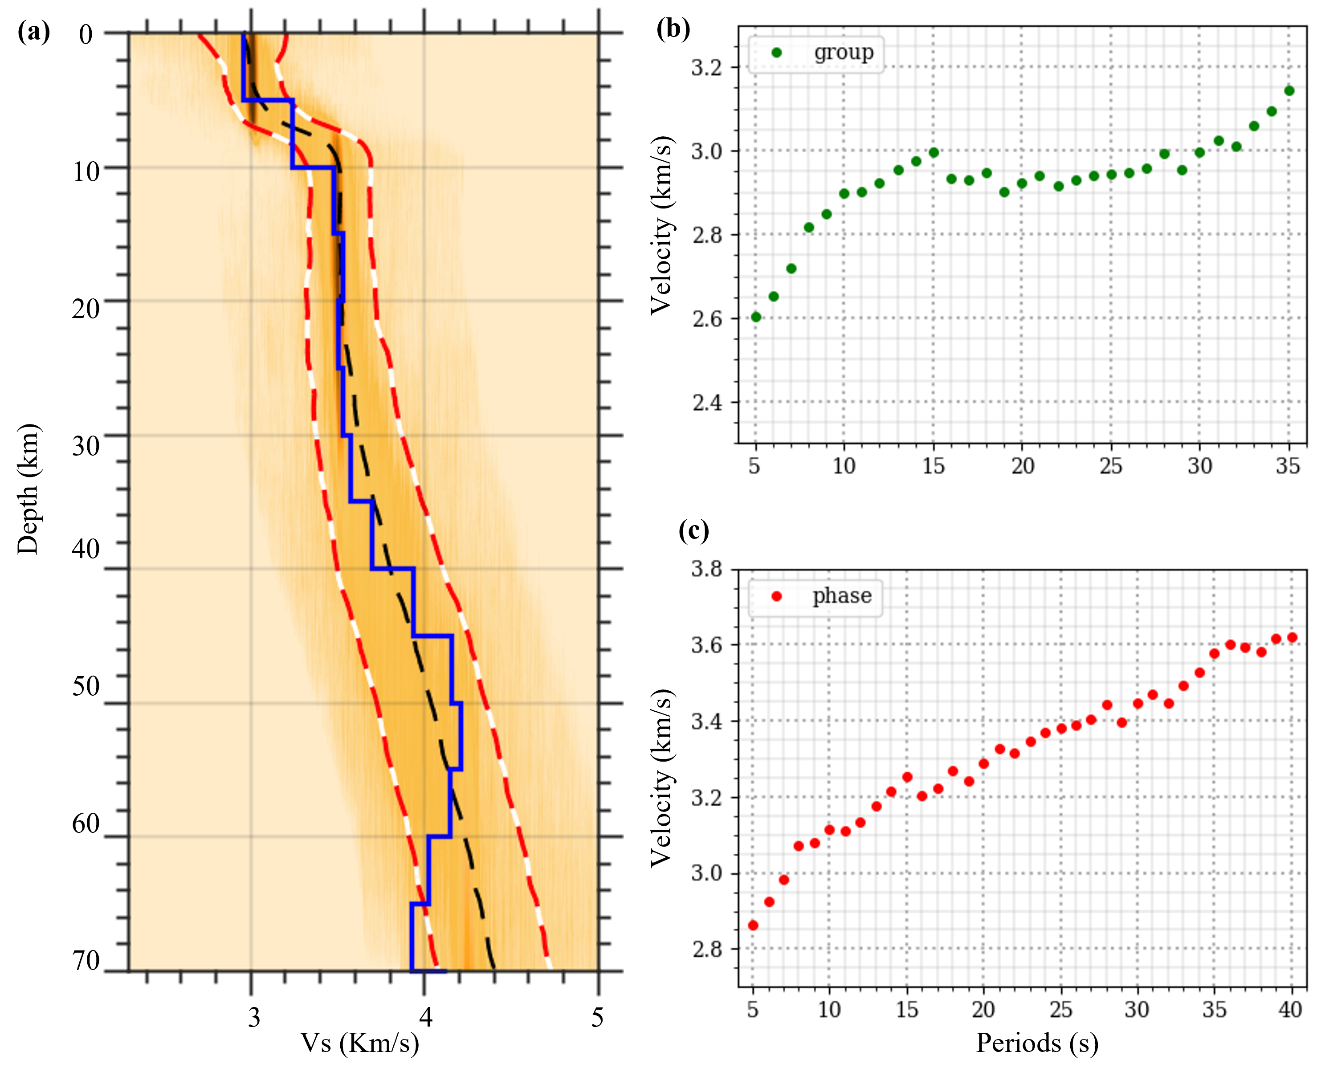 (a)
0
10
20
30
40
50
60
70
Depth (km)
3 4 5
Vs (Km/s)
(b)
group
3.2
3.0
2.8
2.6
2.4
Velocity (km/s)
5 10 15 20 25 30 35
(c)
phase
3.8
3.6
3.4
3.2
3.0
2.8
Velocity (km/s)
5 10 15 20 25 30 35 40
Periods (s)